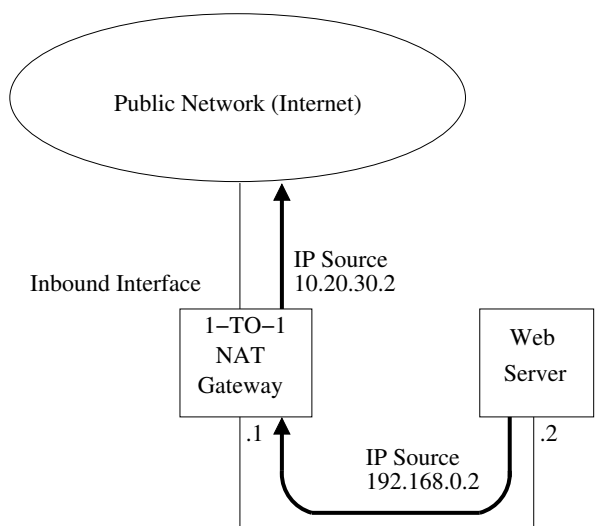 Public Network (Internet)
IP Source
10.20.30.2
Inbound Interface
1−TO−1
NAT
Gateway
Web
Server
.1
.2
IP Source
192.168.0.2